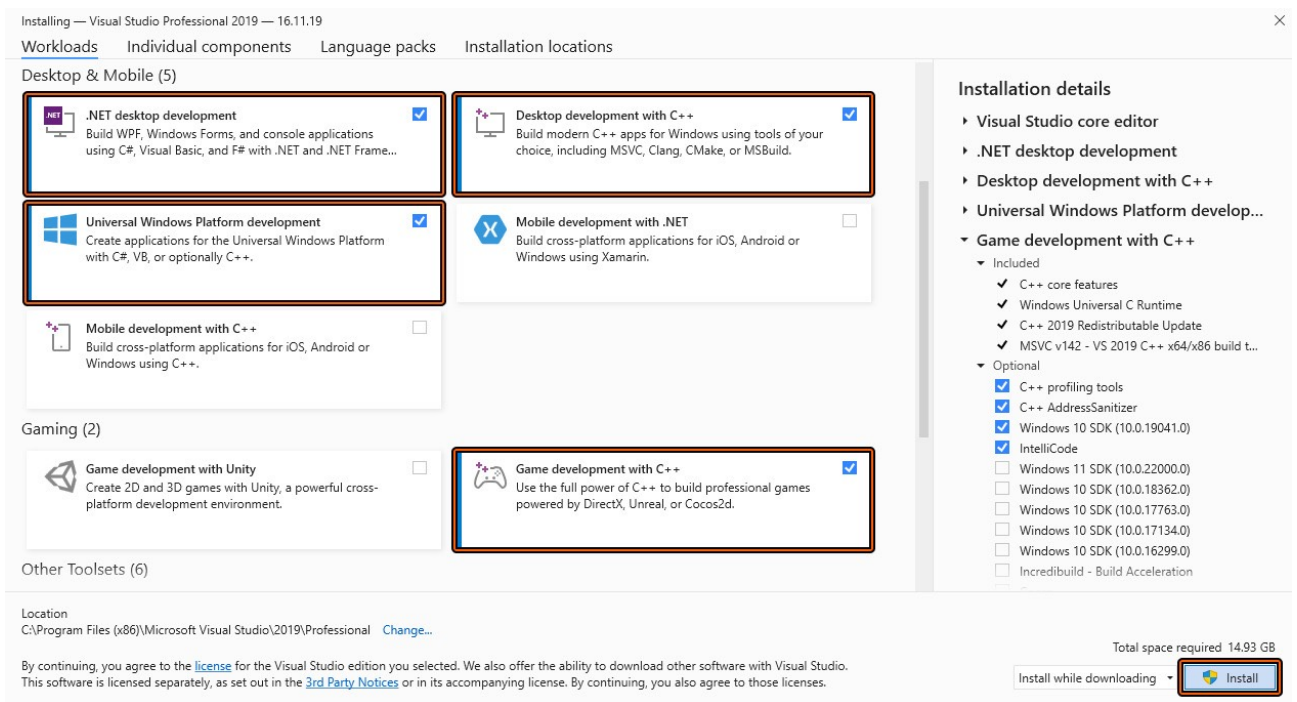 Installing — Visual Studio Professional 2019 — 16.11.19
Workloads Individual components Language packs Installation locations
Desktop & Mobile (5)
.NET
.NET desktop development
Build WPF, Windows Forms, and console applications
using C#, Visual Basic, and F# with .NET and .NET Frame...
Desktop development with C++
Build modern C++ apps for Windows using tools of your
choice, including MSVC, Clang, CMake, or MSBuild.
Universal Windows Platform development
Create applications for the Universal Windows Platform
with C#, VB, or optionally C++.
Mobile development with .NET
Build cross-platform applications for iOS, Android or
Windows using Xamarin.
Mobile development with C++
Build cross-platform applications for iOS, Android or
Windows using C++.
Gaming (2)
Game development with Unity
Create 2D and 3D games with Unity, a powerful cross-
platform development environment.
Game development with C++
Use the full power of C++ to build professional games
powered by DirectX, Unreal, or Cocos2d.
Other Toolsets (6)
Installation details
Visual Studio core editor
.NET desktop development
Desktop development with C++
Universal Windows Platform develop...
Game development with C++
Included
C++ core features
Windows Universal C Runtime
C++ 2019 Redistributable Update
MSVC v142 - VS 2019 C++ x64/x86 build t...
Optional
C++ profiling tools
C++ AddressSanitizer
Windows 10 SDK (10.0.19041.0)
IntelliCode
Windows 11 SDK (10.0.22000.0)
Windows 10 SDK (10.0.18362.0)
Windows 10 SDK (10.0.17763.0)
Windows 10 SDK (10.0.17134.0)
Windows 10 SDK (10.0.16299.0)
Incredibuild - Build Acceleration
Location
C:\Program Files (x86)\Microsoft Visual Studio\2019\Professional Change...
By continuing, you agree to the license for the Visual Studio edition you selected. We also offer the ability to download other software with Visual Studio.
This software is licensed separately, as set out in the 3rd Party Notices or in its accompanying license. By continuing, you also agree to those licenses.
Total space required 14.93 GB
Install while downloading
Install